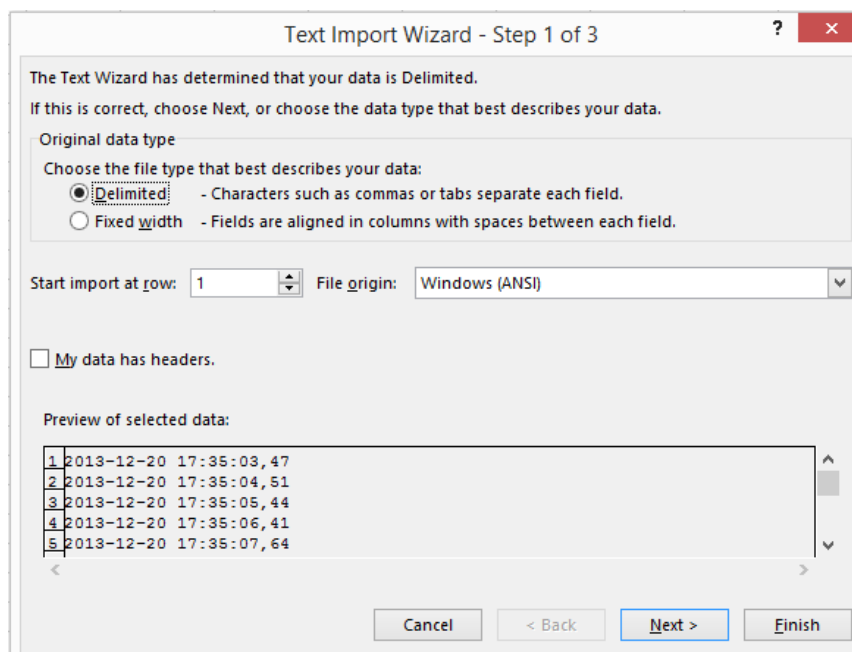 Text Import Wizard - Step 1 of 3 ?
The Text Wizard has determined that your data is Delimited.
If this is correct, choose Next, or choose the data type that best describes your data.
Original data type
Choose the file type that best describes your data:
Delimited - Characters such as commas or tabs separate each field.
Fixed width - Fields are aligned in columns with spaces between each field.
Start import at row: 1 File origin: Windows (ANSI)
My data has headers.
Preview of selected data:
1 2013-12-20 17:35:03,47
2 2013-12-20 17:35:04,51
3 2013-12-20 17:35:05,44
4 2013-12-20 17:35:06,41
5 2013-12-20 17:35:07,64
Cancel < Back Next > Finish